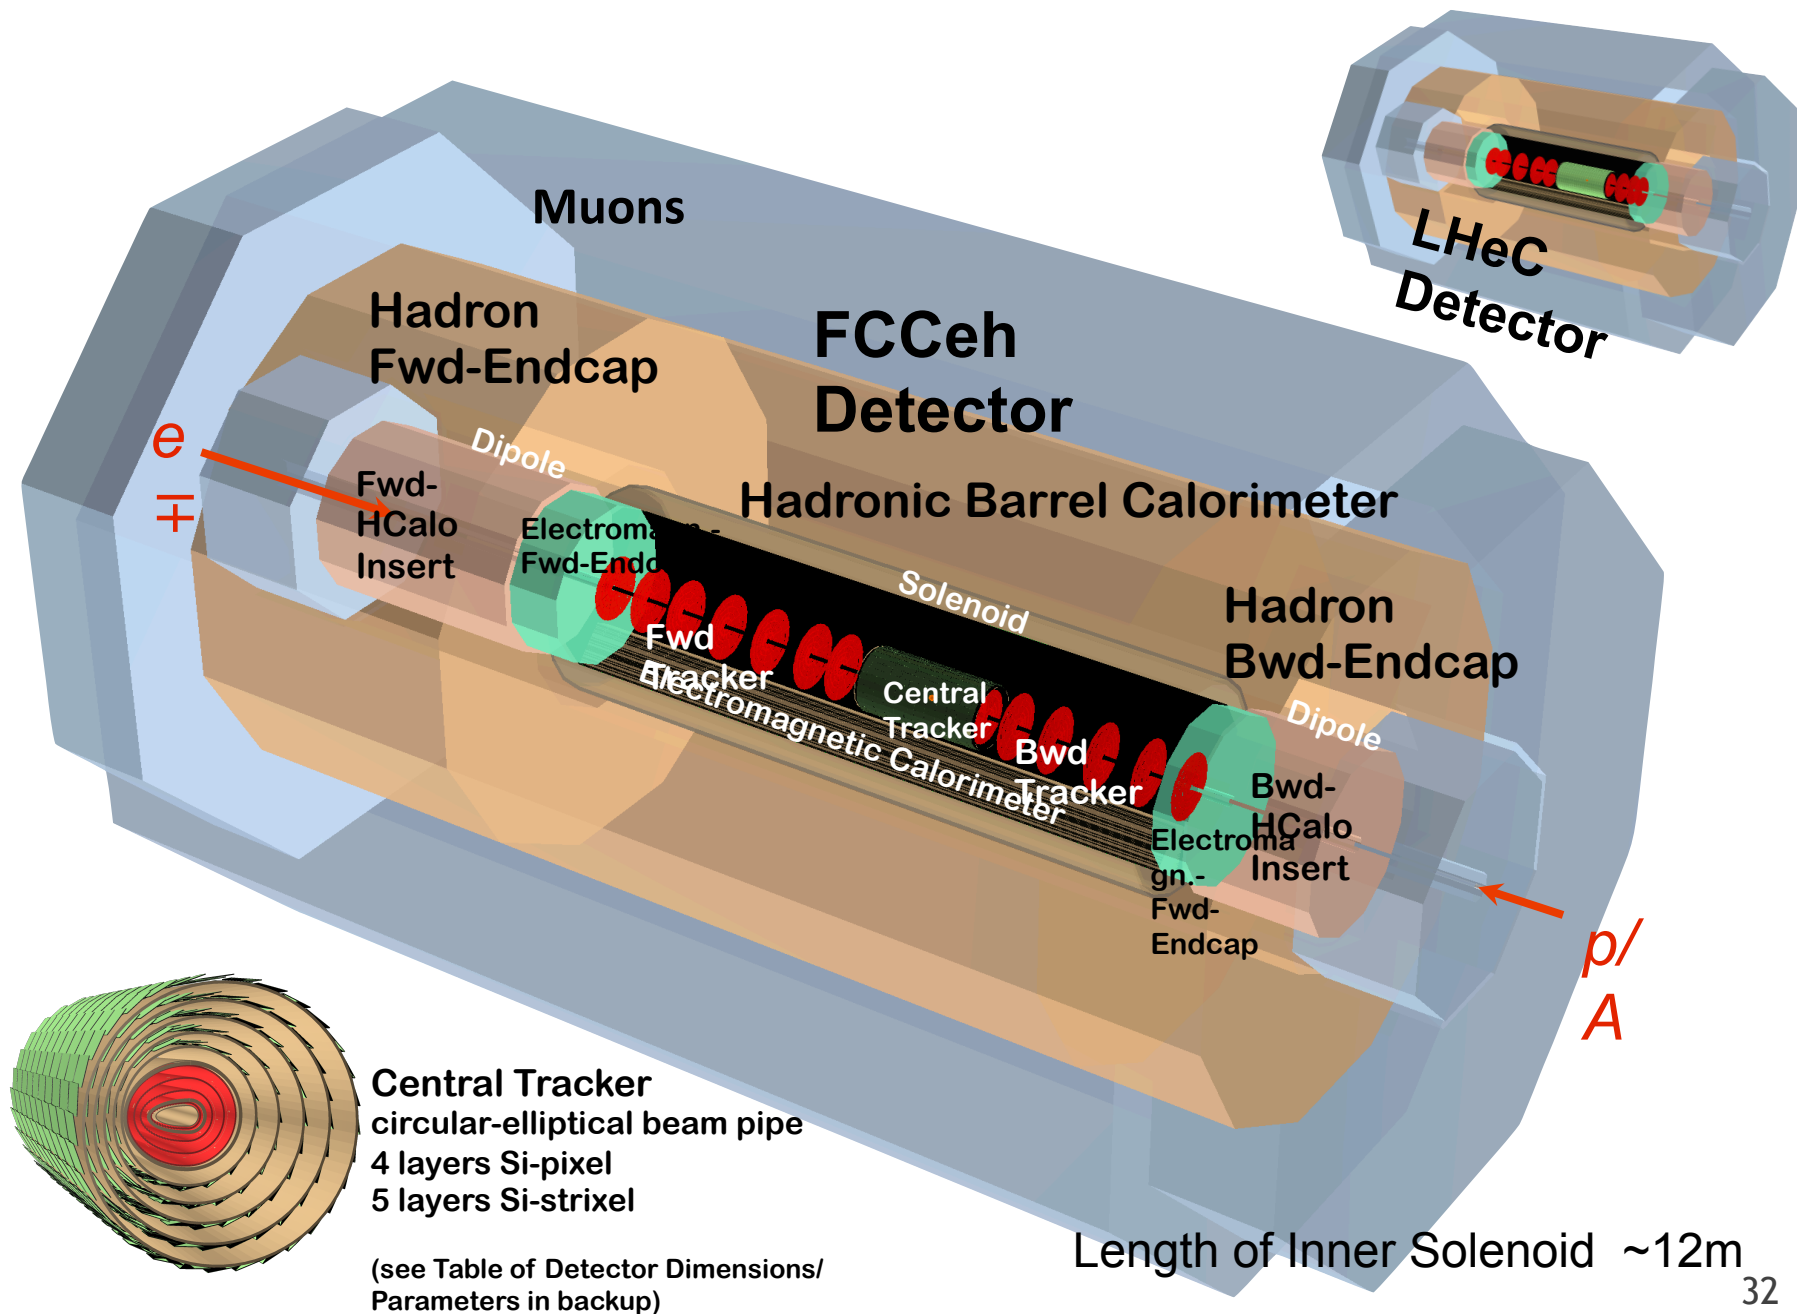 Muons
Hadron
Fwd-Endcap
FCCeh
Detector
LHeC
Detector
e
∓
Dipole
Fwd-
HCalo
Insert
Hadronic Barrel Calorimeter
Fwd-
Solenoid
Hadron
Bwd-Endcap
Fwd
Tracker
Central
Tracker
Electromagnetic Calorimeter
Bwd
Tracker
Dipole
Bwd-
HCalo
Insert
Electroma
gn.-
Fwd-
Endcap
p/
A
Central Tracker
circular-elliptical beam pipe
4 layers Si-pixel
5 layers Si-strixel
(see Table of Detector Dimensions/
Parameters in backup)
Length of Inner Solenoid ~12m
32